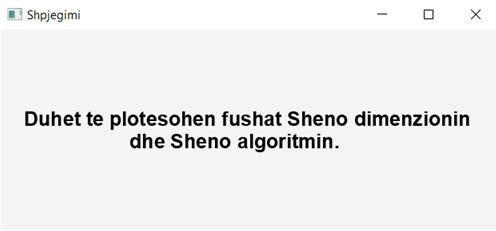 Shpjegimi
Duhet te plotesohen fushat Sheno dimenzionin
dhe Sheno algoritmin.